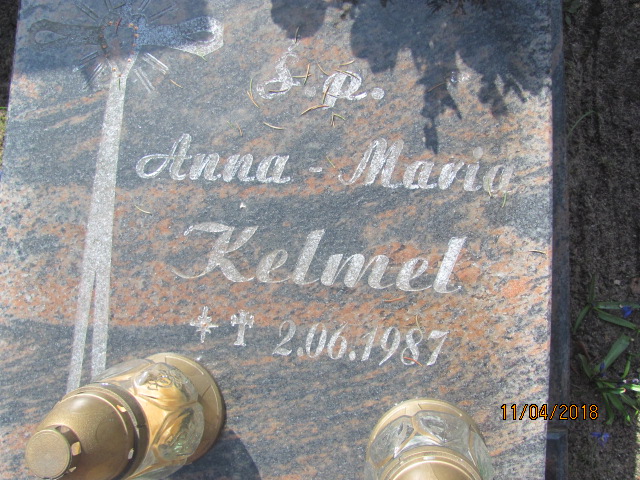 Ś.p.
Anna-Maria
Kelmel
* † 2.06.1987
11/04/2018